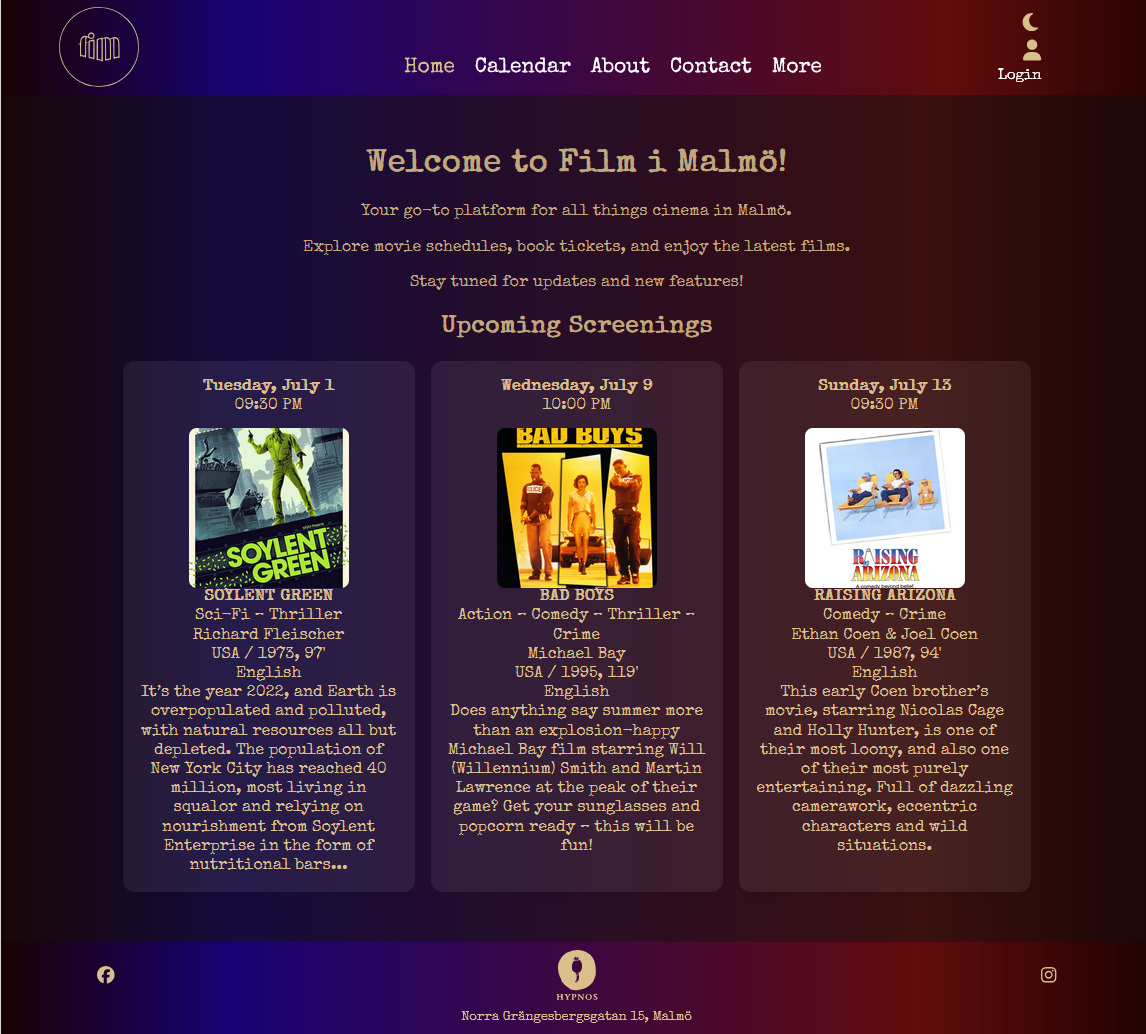 film
Home Calendar About Contact More
Login
Welcome to Film i Malmö!
Your go-to platform for all things cinema in Malmö.
Explore movie schedules, book tickets, and enjoy the latest films.
Stay tuned for updates and new features!
Upcoming Screenings
Tuesday, July 1
09:30 PM
SOYLENT
GREEN
SOYLENT GREEN
Sci-Fi - Thriller
Richard Fleischer
USA / 1973, 97'
English
It's the year 2022, and Earth is
overpopulated and polluted,
with natural resources all but
depleted. The population of
New York City has reached 40
million, most living in
squalor and relying on
nourishment from Soylent
Enterprise in the form of
nutritional bars...
Wednesday, July 9
10:00 PM
BAD BOYS
POLICE
BAD BOYS
Action - Comedy - Thriller -
Crime
Michael Bay
USA / 1995, 119'
English
Does anything say summer more
than an explosion-happy
Michael Bay film starring Will
(Willennium) Smith and Martin
Lawrence at the peak of their
game? Get your sunglasses and
popcorn ready - this will be
fun!
Sunday, July 13
09:30 PM
RAISING
ARIZONA
A comedy beyond belief.
RAISING ARIZONA
Comedy - Crime
Ethan Coen & Joel Coen
USA / 1987, 94'
English
This early Coen brother's
movie, starring Nicolas Cage
and Holly Hunter, is one of
their most loony, and also one
of their most purely
entertaining. Full of dazzling
camerawork, eccentric
characters and wild
situations.
HYPNOS
Norra Grängesbergsgatan 15, Malmö